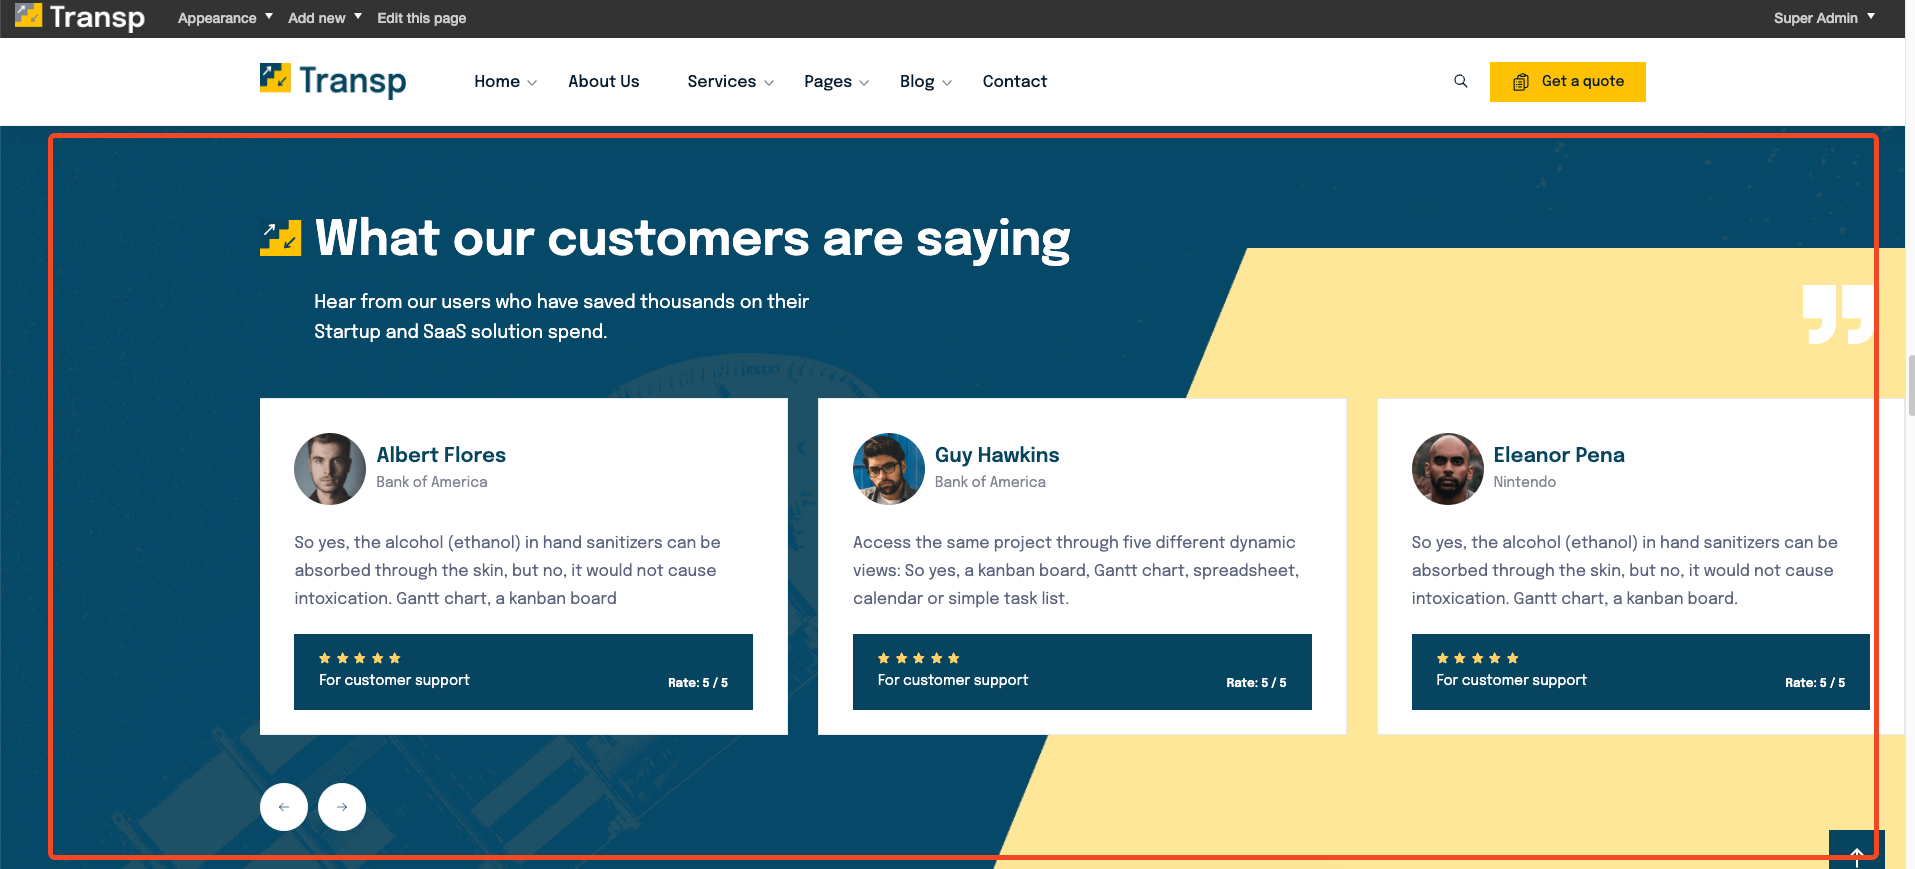 Transp
Appearance
Add new
Edit this page
Super Admin
Transp
Home
About Us
Services
Pages
Blog
Contact
Get a quote
What our customers are saying
Hear from our users who have saved thousands on their
Startup and SaaS solution spend.
Albert Flores
Bank of America
So yes, the alcohol (ethanol) in hand sanitizers can be
absorbed through the skin, but no, it would not cause
intoxication. Gantt chart, a kanban board
For customer support
Rate: 5 / 5
Guy Hawkins
Bank of America
Access the same project through five different dynamic
views: So yes, a kanban board, Gantt chart, spreadsheet,
calendar or simple task list.
For customer support
Rate: 5 / 5
Eleanor Pena
Nintendo
So yes, the alcohol (ethanol) in hand sanitizers can be
absorbed through the skin, but no, it would not cause
intoxication. Gantt chart, a kanban board.
For customer support
Rate: 5 / 5